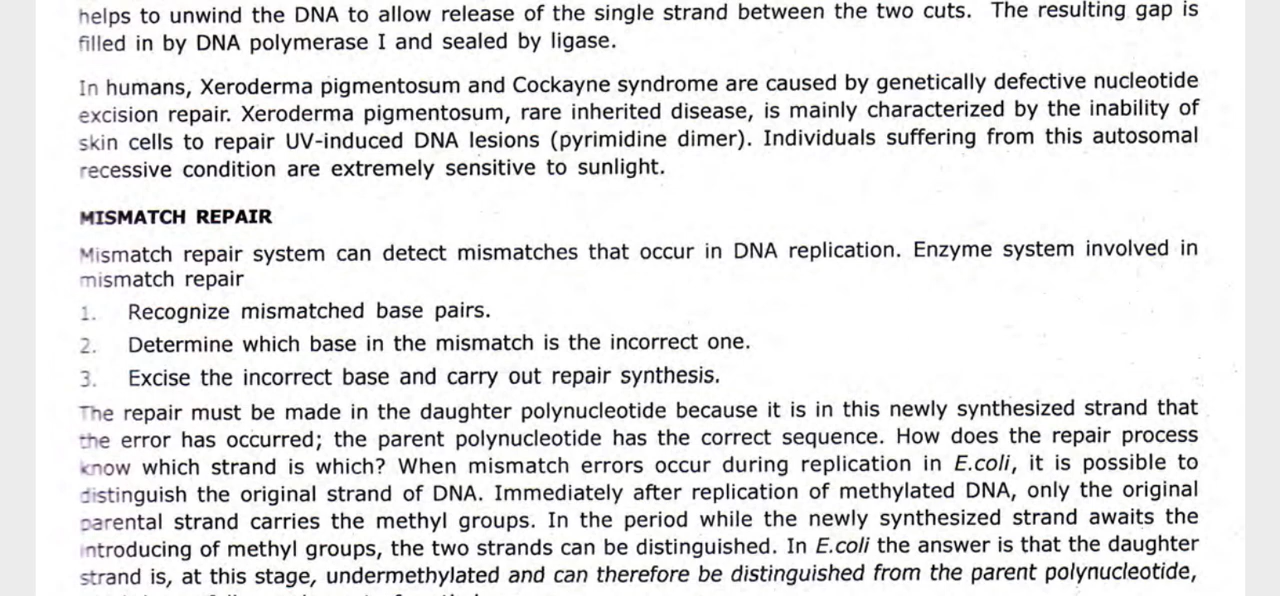 helps to unwind the DNA to allow release of the single strand between the two cuts. The resulting gap is
filled in by DNA polymerase I and sealed by ligase.
In humans, Xeroderma pigmentosum and Cockayne syndrome are caused by genetically defective nucleotide
excision repair. Xeroderma pigmentosum, rare inherited disease, is mainly characterized by the inability of
skin cells to repair UV-induced DNA lesions (pyrimidine dimer). Individuals suffering from this autosomal
recessive condition are extremely sensitive to sunlight.
MISMATCH REPAIR
Mismatch repair system can detect mismatches that occur in DNA replication. Enzyme system involved in
mismatch repair
1. Recognize mismatched base pairs.
2. Determine which base in the mismatch is the incorrect one.
3. Excise the incorrect base and carry out repair synthesis.
The repair must be made in the daughter polynucleotide because it is in this newly synthesized strand that
the error has occurred; the parent polynucleotide has the correct sequence. How does the repair process
know which strand is which? When mismatch errors occur during replication in E.coli, it is possible to
distinguish the original strand of DNA. Immediately after replication of methylated DNA, only the original
parental strand carries the methyl groups. In the period while the newly synthesized strand awaits the
introducing of methyl groups, the two strands can be distinguished. In E.coli the answer is that the daughter
strand is, at this stage, undermethylated and can therefore be distinguished from the parent polynucleotide,